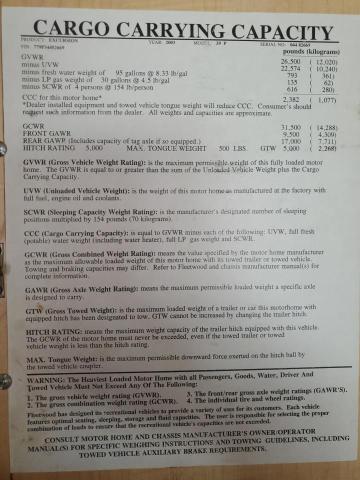 CARGO CARRYING CAPACITY
PRODUCT: EXCURSION YEAR 2003 MODEL 39 P SERIAL NO
pounds (kilograms)
GVWR 26,500 ( 12,020)
minus UVW 22,574 ( 10,240)
minus fresh water weight of 95 gallons @ 8.33 lb/gal 793 ( 361)
minus LP gas weight of 30 gallons @ 4.5 lb/gal 135 ( 62)
minus SCWR of 4 persons @ 154 lb/person 616 ( 280)
CCC for this motor home* 2,382 ( 1,077)
*Dealer installed equipment and towed vehicle tongue weight will reduce CCC. Consumer's should
request such information from the dealer. All weights and capacities are approximate.
GCWR 31,500 ( 14,288)
FRONT GAWR 9,500 ( 4,309)
REAR GAWR (Includes capacity of tag axle if so equipped.) 17,000 ( 7,711)
HITCH RATING 5,000 MAX. TONGUE WEIGHT 500 LBS. GTW 5,000 ( 2,268)
GVWR (Gross Vehicle Weight Rating): is the maximum permissible weight of this fully loaded motor
home. The GVWR is equal to or greater than the sum of the Unloaded Vehicle Weight plus the Cargo
Carrying Capacity.
UVW (Unloaded Vehicle Weight): is the weight of this motor home as manufactured at the factory with
full fuel, engine oil and coolants.
SCWR (Sleeping Capacity Weight Rating): is the manufacturer's designated number of sleeping
positions multiplied by 154 pounds (70 kilograms).
CCC (Cargo Carrying Capacity): is equal to GVWR minus each of the following: UVW, full fresh
(potable) water weight (including water heater), full LP gas weight and SCWR.
GCWR (Gross Combined Weight Rating): means the value specified by the motor home manufacturer
as the maximum allowable loaded weight of this motor home with its towed trailer or towed vehicle.
Towing and braking capacities may differ. Refer to Fleetwood and chassis manufacturer manual(s) for
complete information.
GAWR (Gross Axle Weight Rating): means the maximum permissible loaded weight a specific axle
is designed to carry.
GTW (Gross Towed Weight): is the maximum loaded weight of a trailer or car this motorhome with
equipped hitch has been designated to tow. GTW cannot be increased by changing the trailer hitch.
HITCH RATING: means the maximum weight capacity of the trailer hitch equipped with this vehicle.
The GCWR of the motor home must never be exceeded, even if the towed trailer or towed
vehicle weight is less than the hitch rating.
MAX. Tongue Weight: is the maximum permissible downward force exerted on the hitch ball by
the towed vehicle coupler.
WARNING: The Heaviest Loaded Motor Home with all Passengers, Goods, Water, Driver And
Towed Vehicle Must Not Exceed Any Of The Following:
1. The gross vehicle weight rating (GVWR). 3. The front/rear gross axle weight ratings (GAWR'S).
2. The gross combination weight rating (GCWR). 4. The individual tire and wheel ratings.
Fleetwood has designed its recreational vehicles to provide a variety of uses for its customers. Each vehicle
features optimal seating, sleeping, storage and fluid capacities. The user is responsible for selecting the proper
combination of loads to ensure that the recreational vehicle's capacities are not exceeded.
CONSULT MOTOR HOME AND CHASSIS MANUFACTURER'S OWNER/OPERATOR
MANUAL(S) FOR SPECIFIC WEIGHING INSTRUCTIONS AND TOWING GUIDELINES, INCLUDING
TOWED VEHICLE AUXILIARY BRAKE REQUIREMENTS.